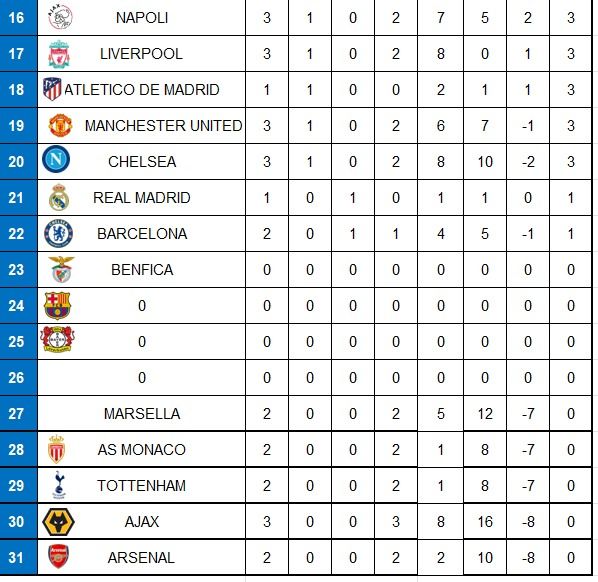 16 NAPOLI 3 1 0 2 7 5 2 3
17 LIVERPOOL 3 1 0 2 8 0 1 3
18 ATLETICO DE MADRID 1 1 0 0 2 1 1 3
19 MANCHESTER UNITED 3 1 0 2 6 7 -1 3
20 CHELSEA 3 1 0 2 8 10 -2 3
21 REAL MADRID 1 0 1 0 1 1 0 1
22 BARCELONA 2 0 1 1 4 5 -1 1
23 BENFICA 0 0 0 0 0 0 0 0
24 0 0 0 0 0 0 0 0 0
25 0 0 0 0 0 0 0 0 0
26 0 0 0 0 0 0 0 0 0
27 MARSELLA 2 0 0 2 5 12 -7 0
28 AS MONACO 2 0 0 2 1 8 -7 0
29 TOTTENHAM 2 0 0 2 1 8 -7 0
30 AJAX 3 0 0 3 8 16 -8 0
31 ARSENAL 2 0 0 2 2 10 -8 0